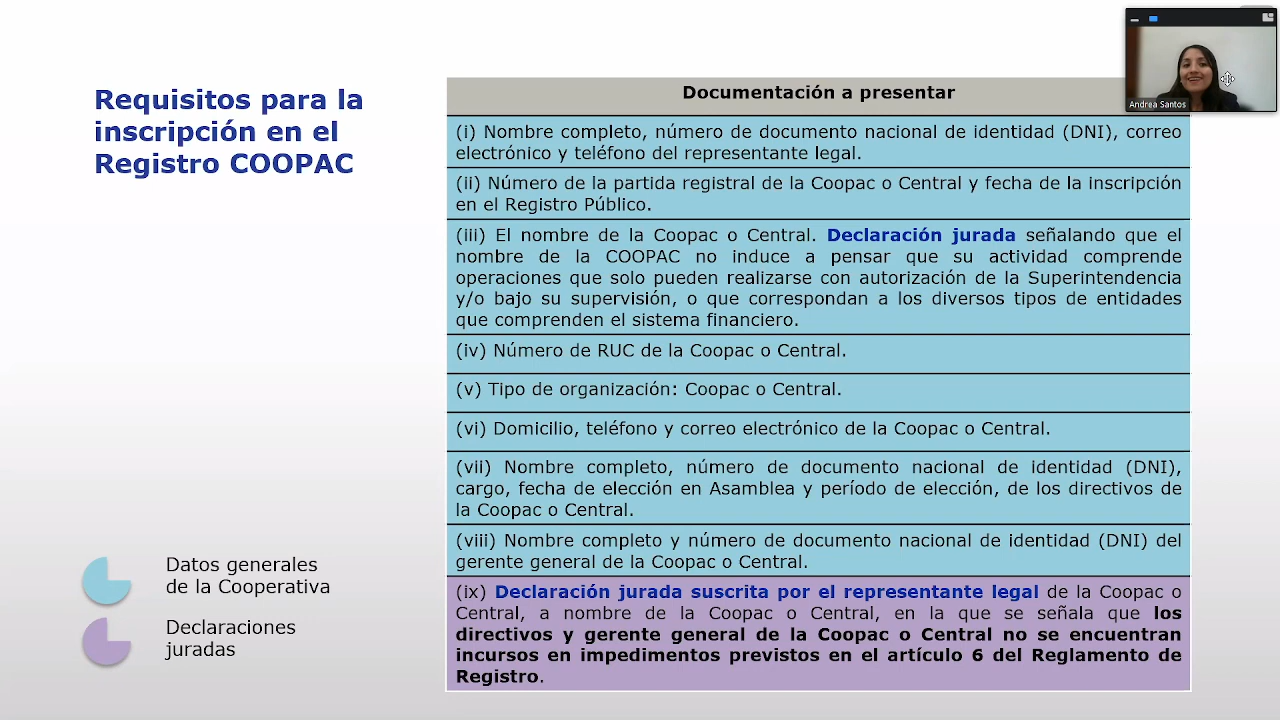 Requisitos para la
inscripción en el
Registro COOPAC
Documentación a presentar
(i) Nombre completo, número de documento nacional de identidad (DNI), correo
electrónico y teléfono del representante legal.
(ii) Número de la partida registral de la Coopac o Central y fecha de la inscripción
en el Registro Público.
(iii) El nombre de la Coopac o Central. Declaración jurada señalando que el
nombre de la COOPAC no induce a pensar que su actividad comprende
operaciones que solo pueden realizarse con autorización de la Superintendencia
y/o bajo su supervisión, o que correspondan a los diversos tipos de entidades
que comprenden el sistema financiero.
(iv) Número de RUC de la Coopac o Central.
(v) Tipo de organización: Coopac o Central.
(vi) Domicilio, teléfono y correo electrónico de la Coopac o Central.
(vii) Nombre completo, número de documento nacional de identidad (DNI),
cargo, fecha de elección en Asamblea y período de elección, de los directivos de
la Coopac o Central.
(viii) Nombre completo y número de documento nacional de identidad (DNI) del
gerente general de la Coopac o Central.
(ix) Declaración jurada suscrita por el representante legal de la Coopac o
Central, a nombre de la Coopac o Central, en la que se señala que los
directivos y gerente general de la Coopac o Central no se encuentran
incursos en impedimentos previstos en el artículo 6 del Reglamento de
Registro.
Datos generales
de la Cooperativa
Declaraciones
juradas
Andrea Santos